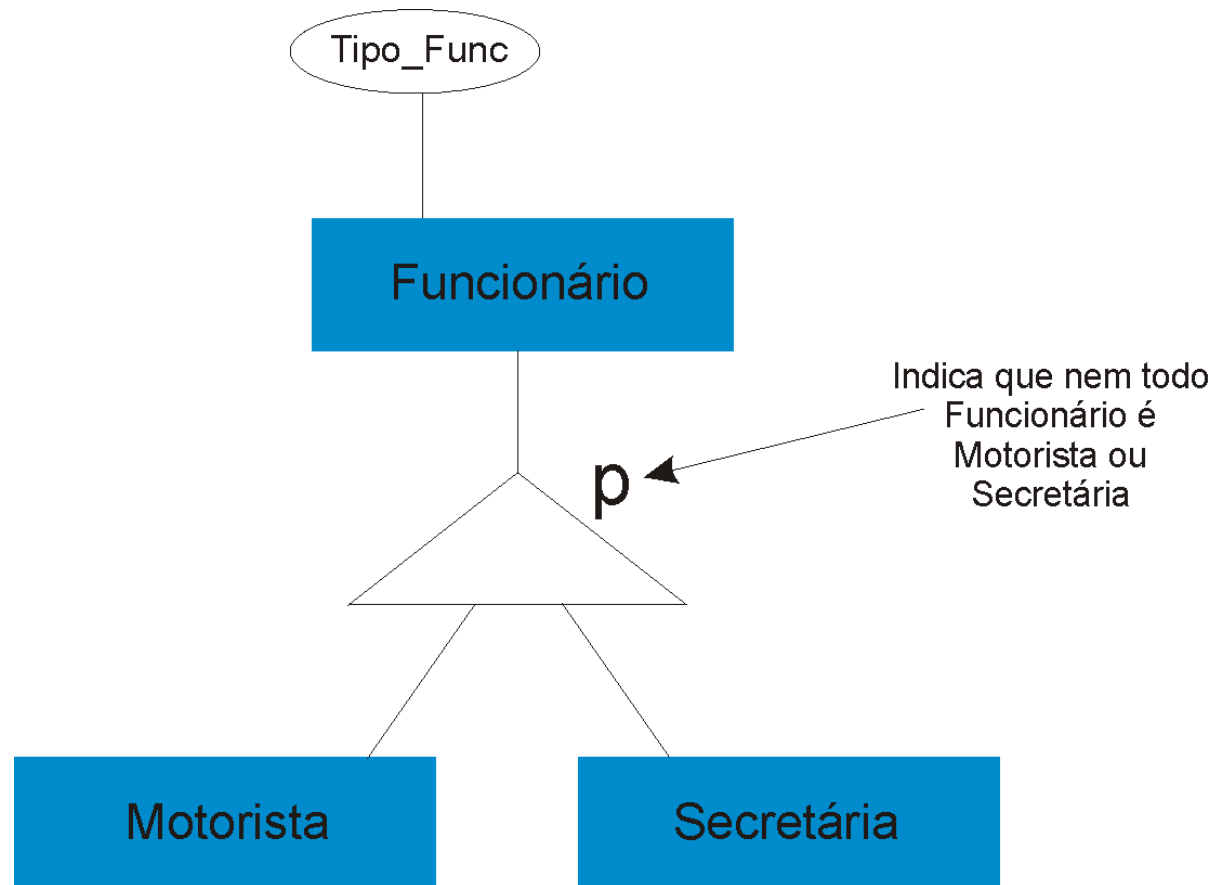 Tipo_Func
Funcionário
Indica que nem todo
Funcionário é
Motorista ou
Secretária
p
Motorista
Secretária